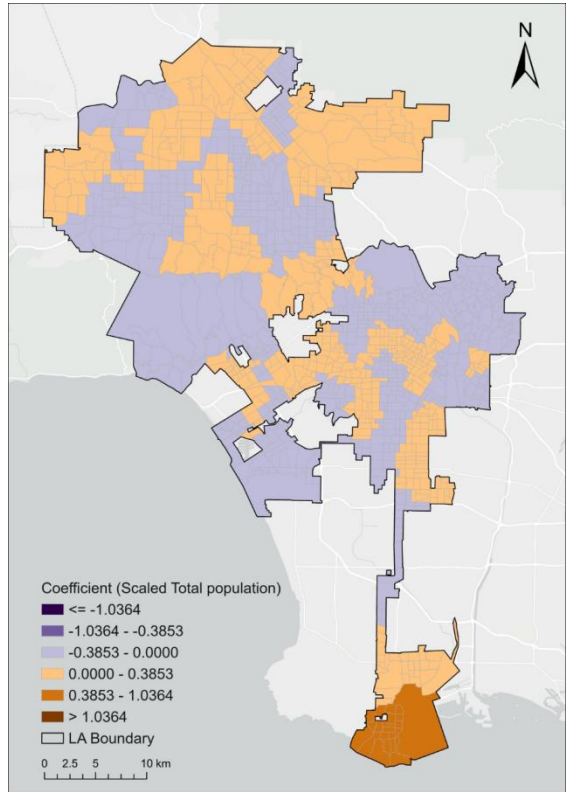 N
Coefficient (Scaled Total population)
<= -1.0364
-1.0364 - -0.3853
-0.3853 - 0.0000
0.0000 - 0.3853
0.3853 - 1.0364
> 1.0364
LA Boundary
0 2.5 5 10 km